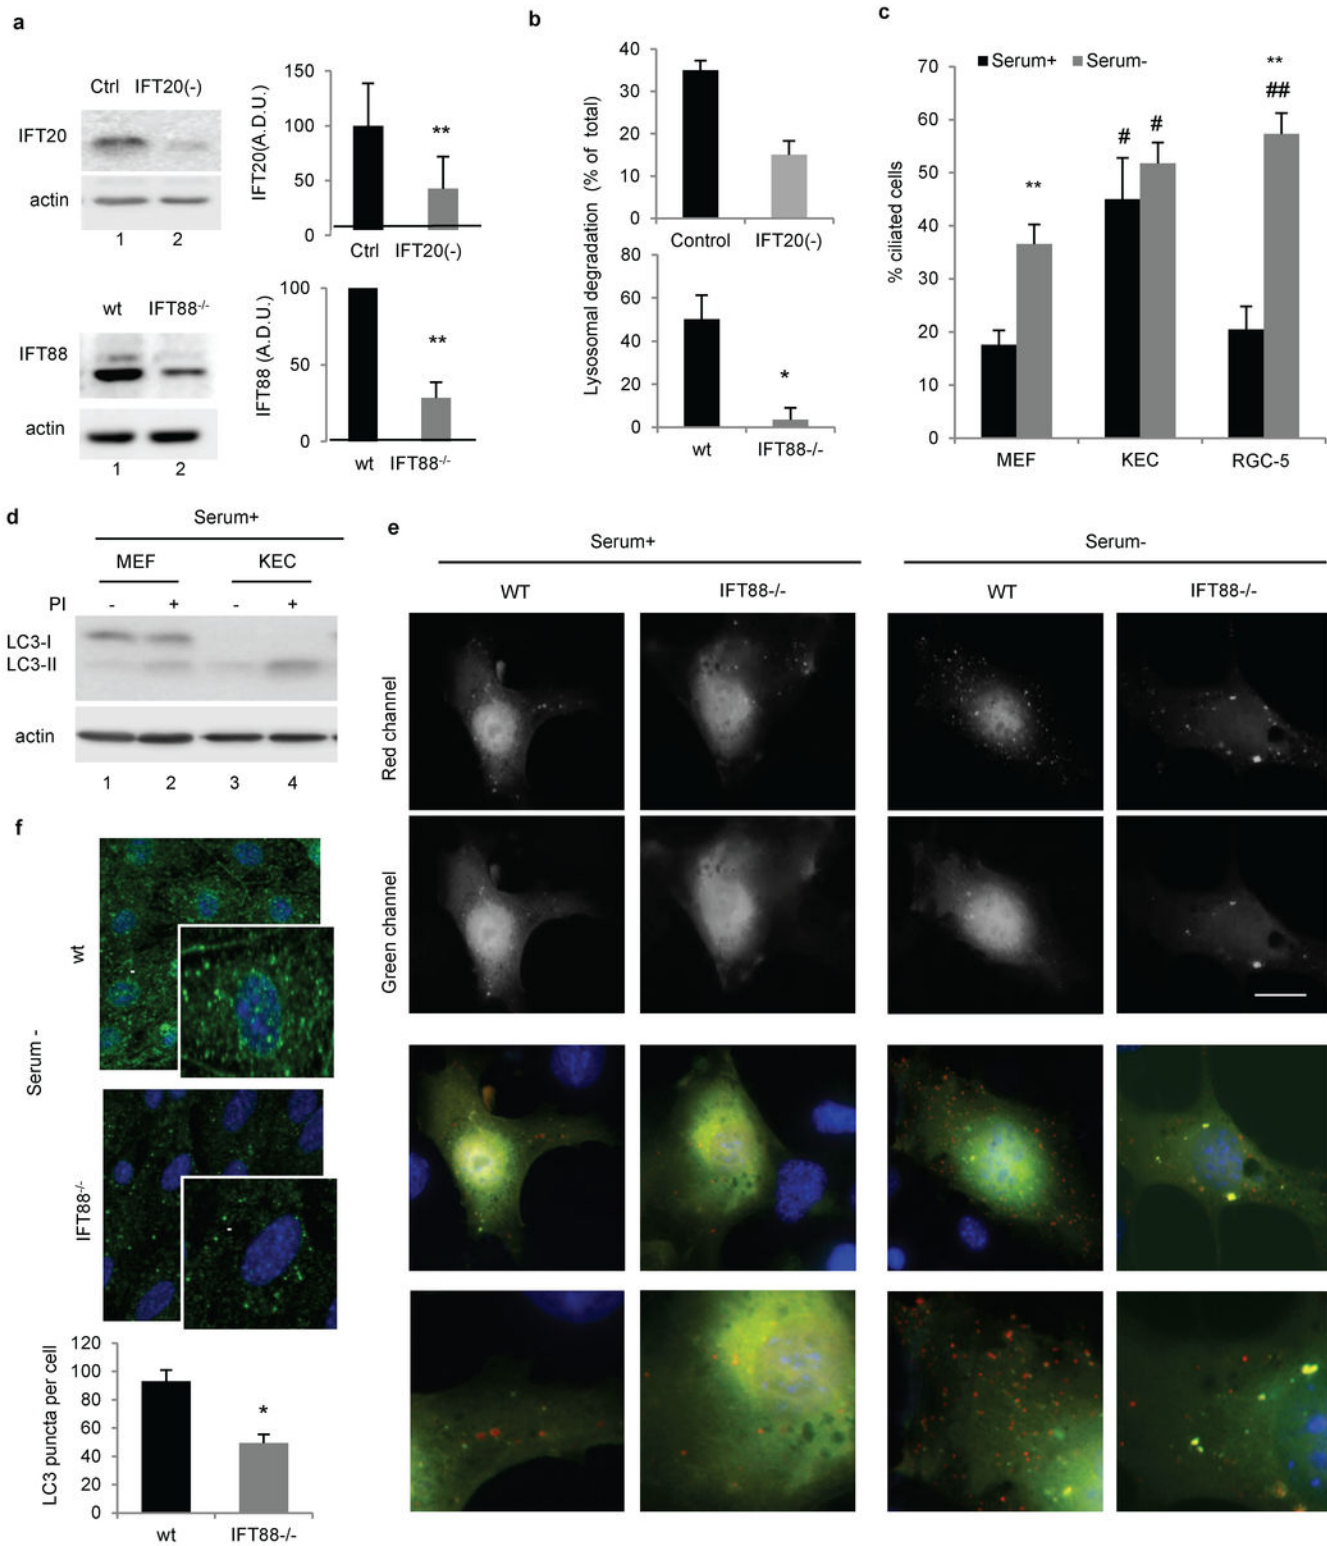 a
Ctrl IFT20(-)
IFT20
actin
1 2
IFT20(A.D.U.)
150
100
50
0
**
Ctrl IFT20(-)
wt IFT88-/-
IFT88
actin
1 2
IFT88 (A.D.U.)
100
50
0
**
wt IFT88-/-
b
Lysosomal degradation (% of total)
40
30
20
10
0
Control IFT20(-)
80
60
40
20
0
*
wt IFT88-/-
c
Serum+ Serum-
% ciliated cells
70
60
50
40
30
20
10
0
**
# #
**
##
MEF KEC RGC-5
d
Serum+
MEF KEC
PI - + - +
LC3-I
LC3-II
actin
1 2 3 4
e
Serum+ Serum-
WT IFT88-/- WT IFT88-/-
Red channel
Green channel
f
Serum -
wt
IFT88-/-
LC3 puncta per cell
120
100
80
60
40
20
0
*
wt IFT88-/-